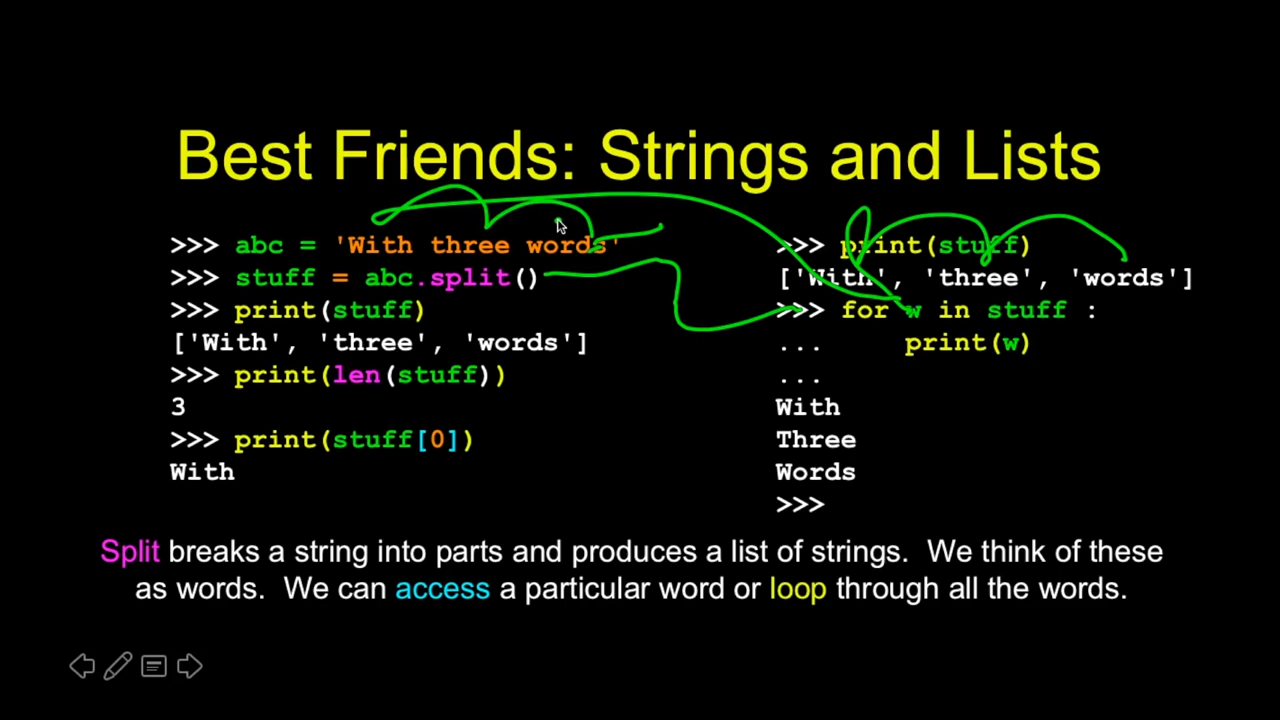 Best Friends: Strings and Lists
>>> abc = 'With three words'
>>> stuff = abc.split()
>>> print(stuff)
['With', 'three', 'words']
>>> print(len(stuff))
3
>>> print(stuff[0])
With
>>> print(stuff)
['With', 'three', 'words']
>>> for w in stuff :
...     print(w)
...
With
Three
Words
>>>
Split breaks a string into parts and produces a list of strings.  We think of these
as words.  We can access a particular word or loop through all the words.